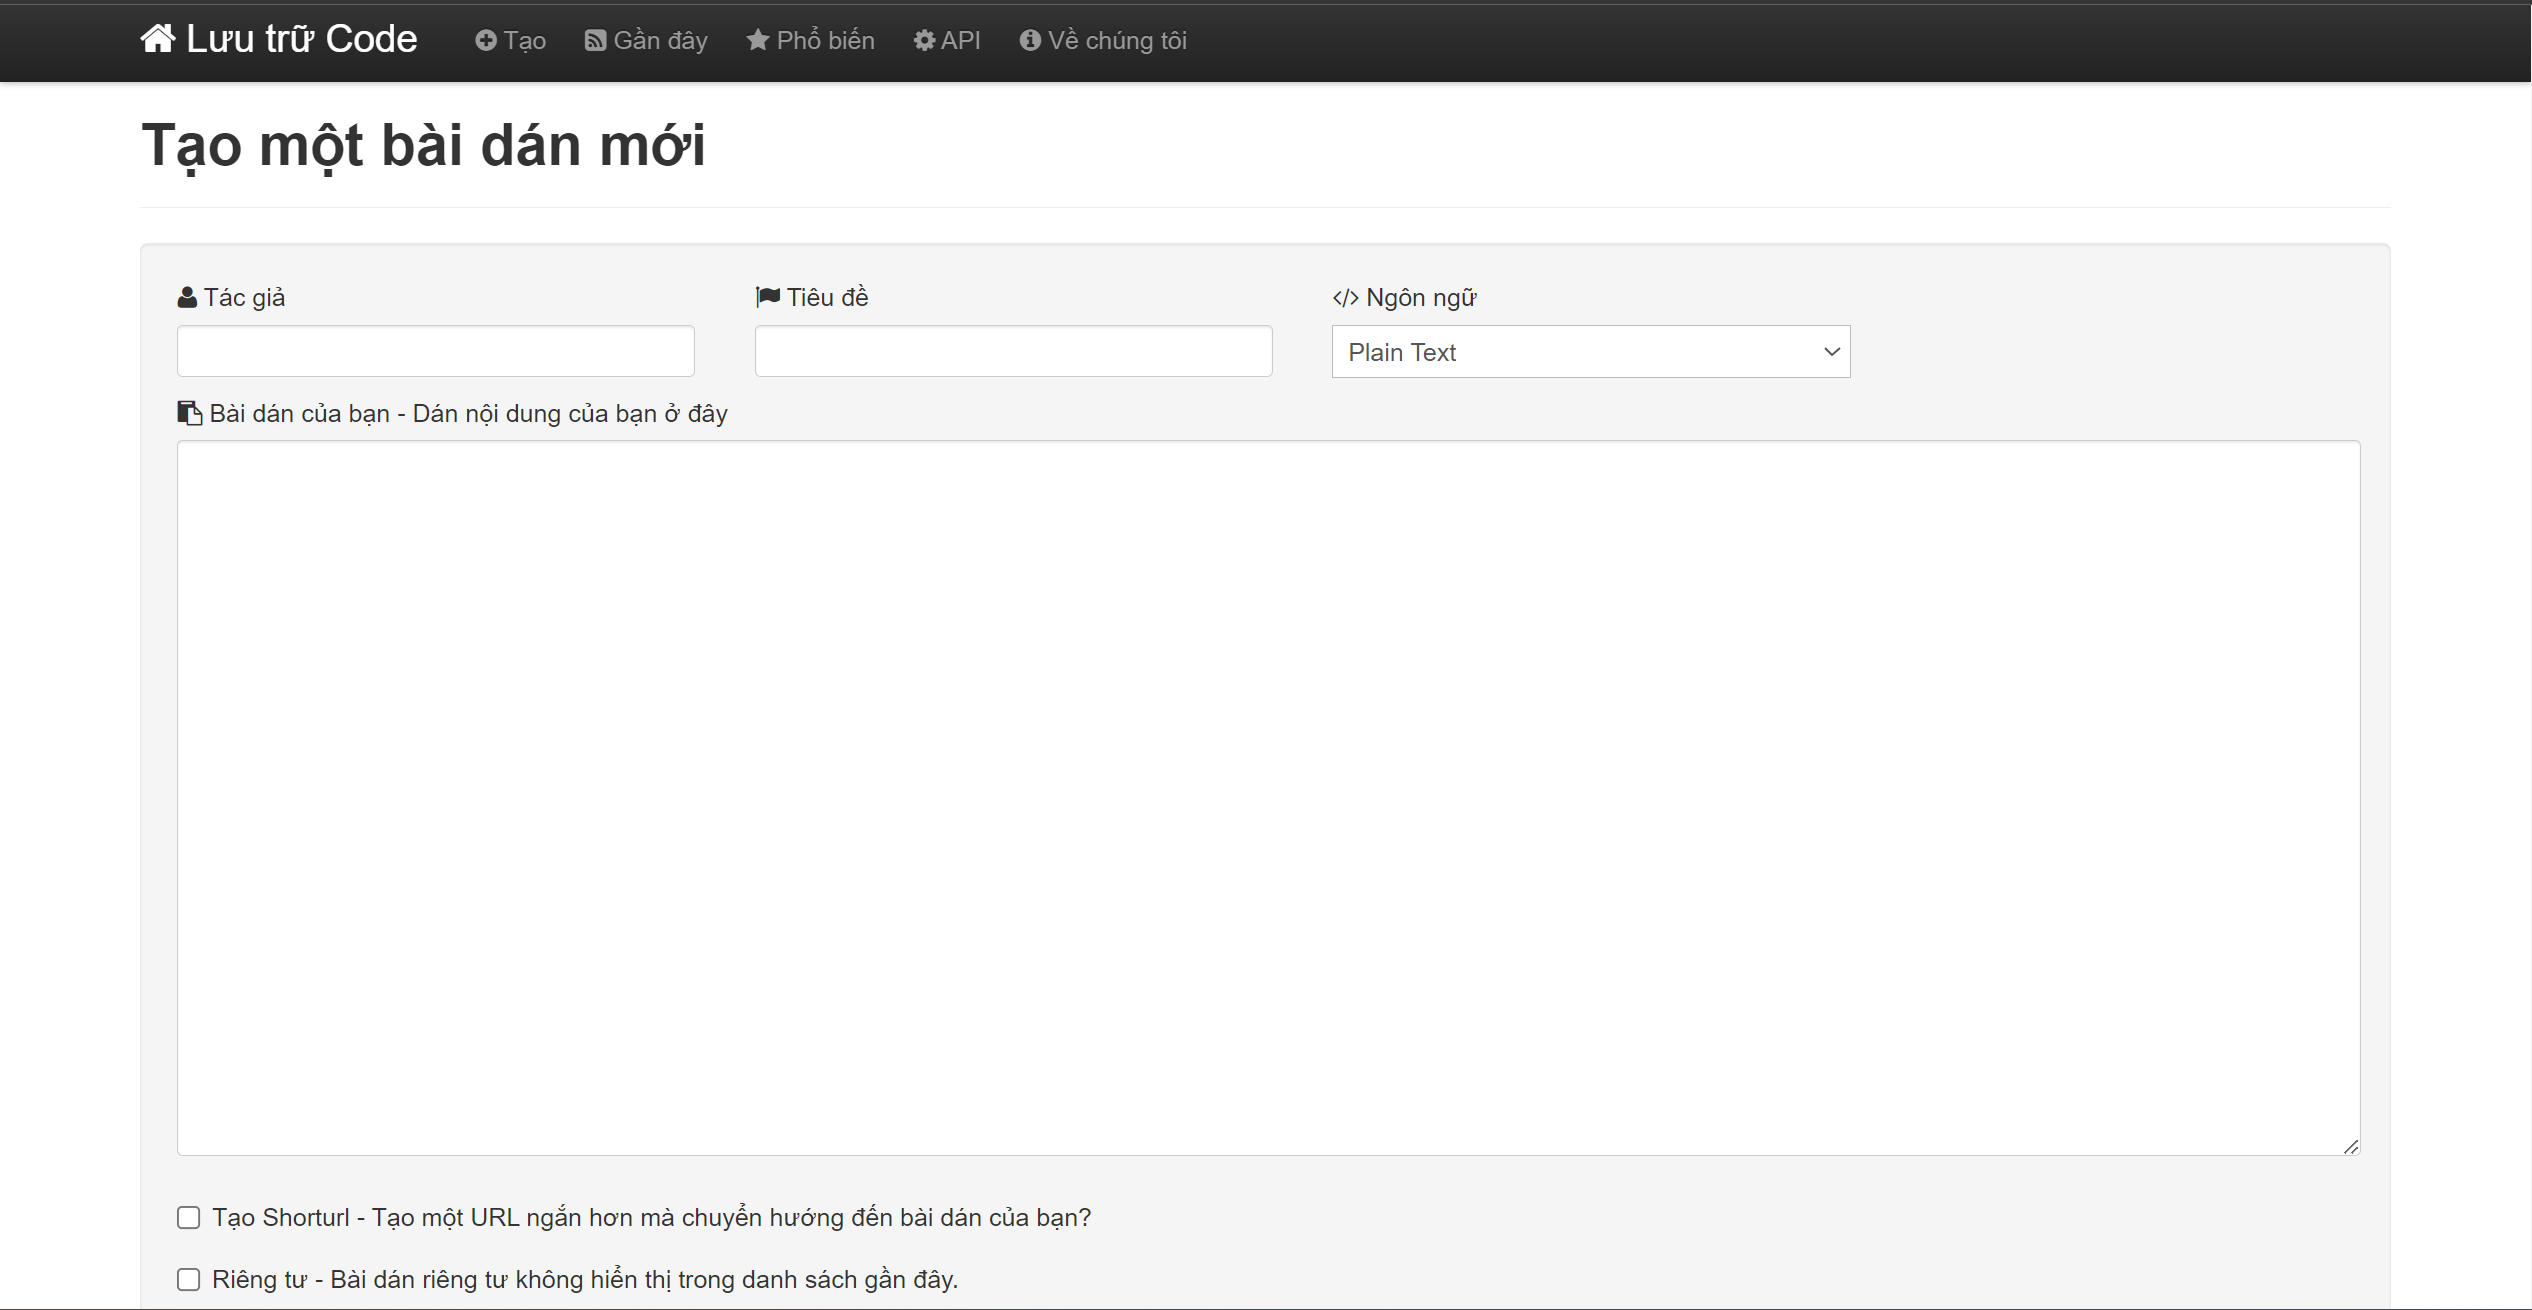 Lưu trữ Code Tạo Gần đây Phổ biến API Về chúng tôi
Tạo một bài dán mới
Tác giả Tiêu đề </> Ngôn ngữ
Plain Text
Bài dán của bạn - Dán nội dung của bạn ở đây
Tạo Shorturl - Tạo một URL ngắn hơn mà chuyển hướng đến bài dán của bạn?
Riêng tư - Bài dán riêng tư không hiển thị trong danh sách gần đây.